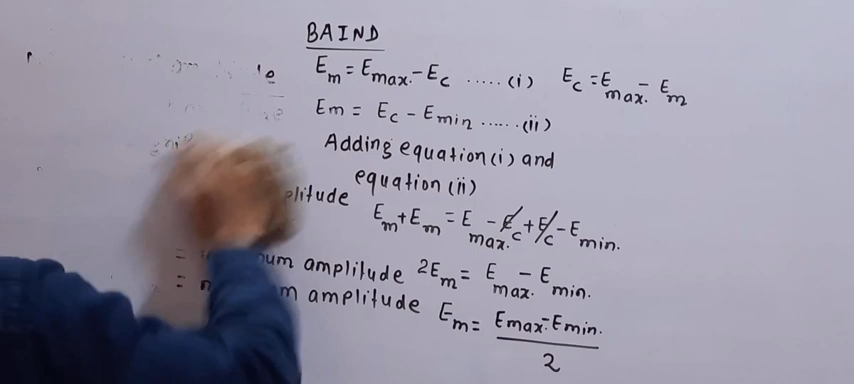 BAIND
Em = Emax. - Ec ..... (i) Ec = Emax. - Em
Em = Ec - Emin ...... (ii)
Adding equation (i) and
equation (ii)
plitude
Em + Em = Emax. - Ec + Ec - Emin.
= um amplitude 2Em = Emax. - Emin.
= m amplitude Em = Emax. - Emin. / 2